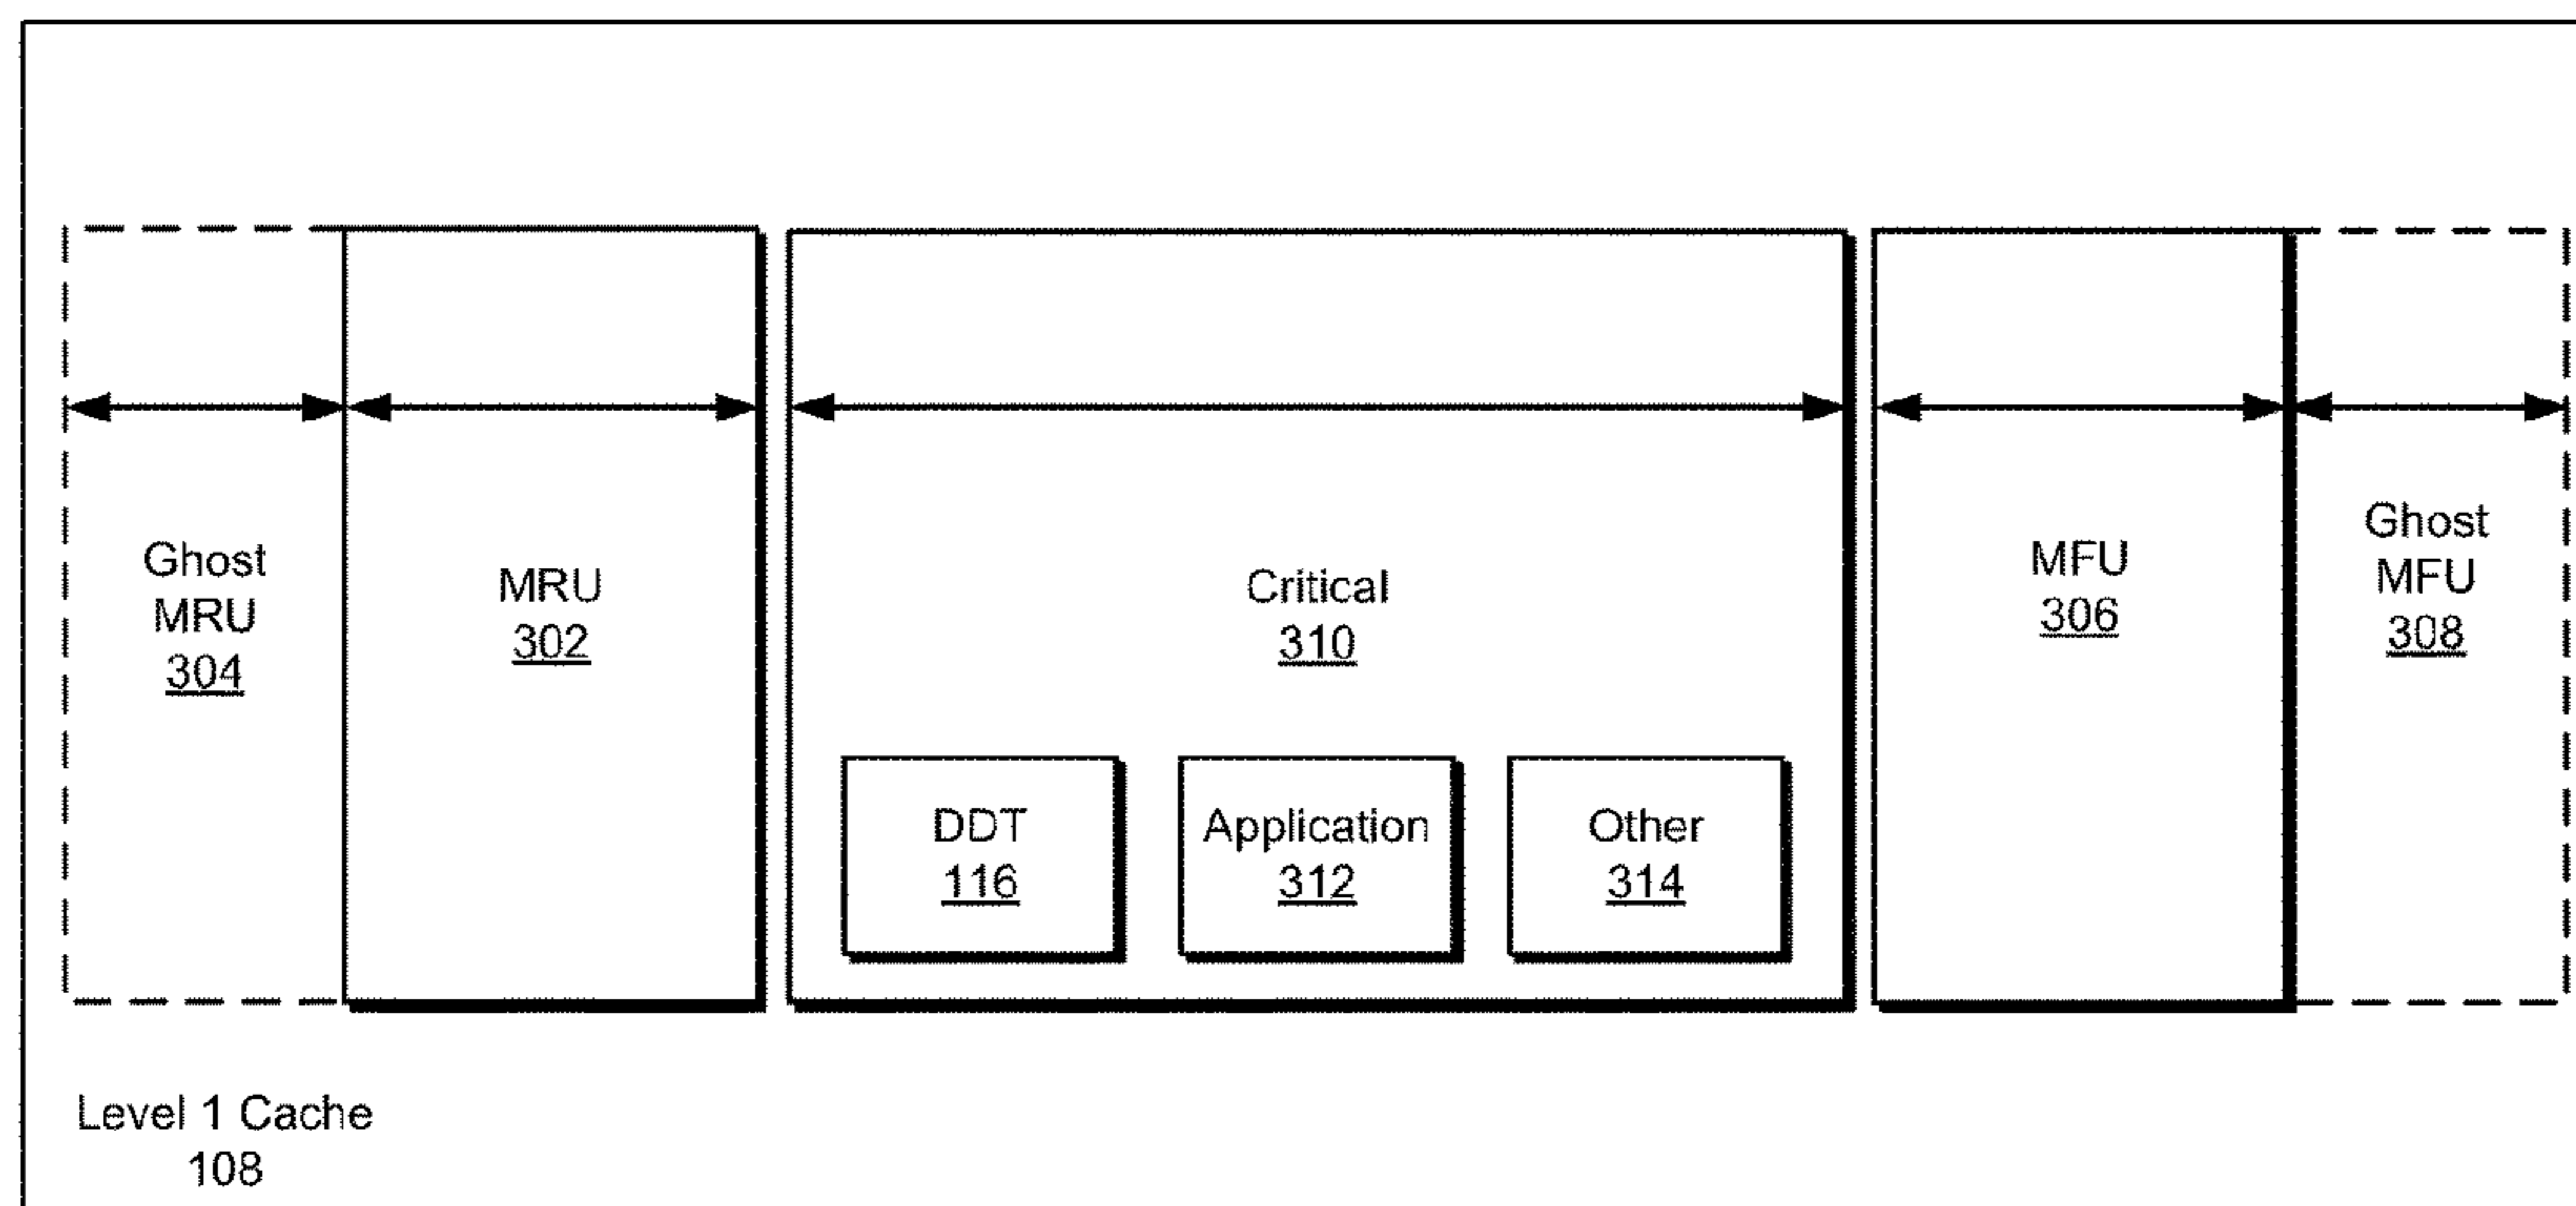 Ghost
MRU
304
MRU
302
Critical
310
MFU
306
Ghost
MFU
308
DDT
116
Application
312
Other
314
Level 1 Cache
108